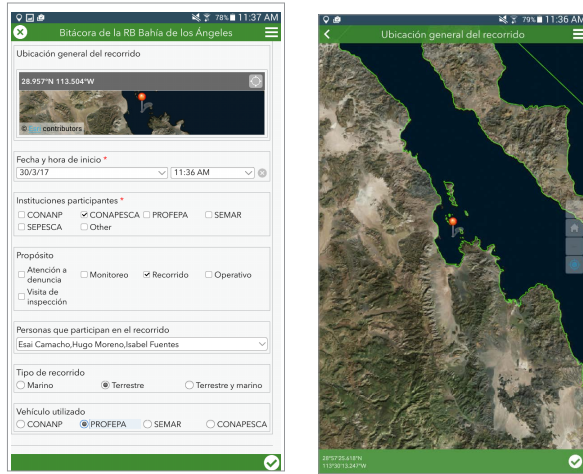 78% 11:37 AM
Bitácora de la RB Bahía de los Ángeles
Ubicación general del recorrido
28.957°N 113.504°W
© Esri contributors
Fecha y hora de inicio *
30/3/17 11:36 AM
Instituciones participantes *
CONANP CONAPESCA PROFEPA SEMAR
SEPESCA Other
Propósito
Atención a denuncia Monitoreo Recorrido Operativo
Visita de inspección
Personas que participan en el recorrido
Esai Camacho,Hugo Moreno,Isabel Fuentes
Tipo de recorrido
Marino Terrestre Terrestre y marino
Vehículo utilizado
CONANP PROFEPA SEMAR CONAPESCA
79% 11:36 AM
Ubicación general del recorrido
28°57'25.618"N
113°30'13.247"W